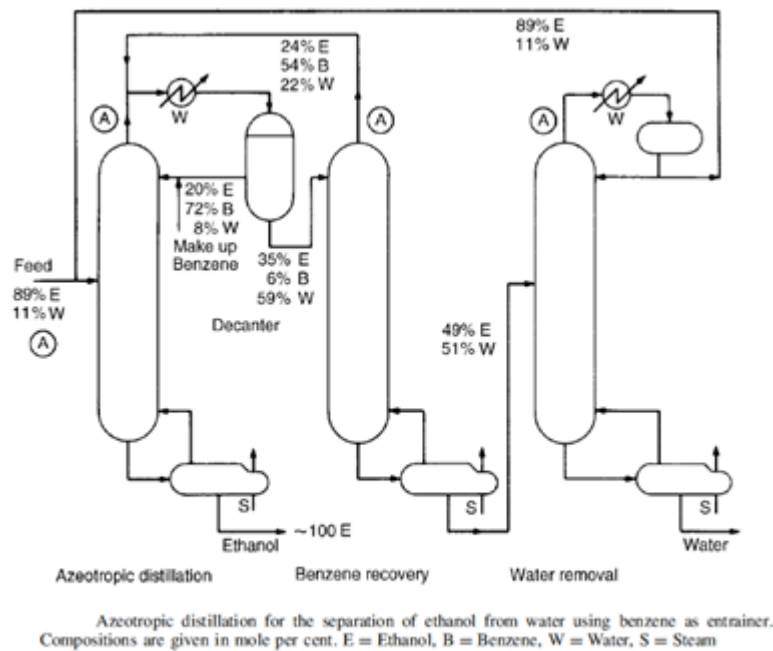 89% E
11% W
24% E
54% B
22% W
A
W
A
A
W
20% E
72% B
8% W
Make up
Benzene
Feed
89% E
11% W
A
35% E
6% B
59% W
Decanter
49% E
51% W
S
S
S
Ethanol
~100 E
Water
Azeotropic distillation
Benzene recovery
Water removal
Azeotropic distillation for the separation of ethanol from water using benzene as entrainer.
Compositions are given in mole per cent. E = Ethanol, B = Benzene, W = Water, S = Steam